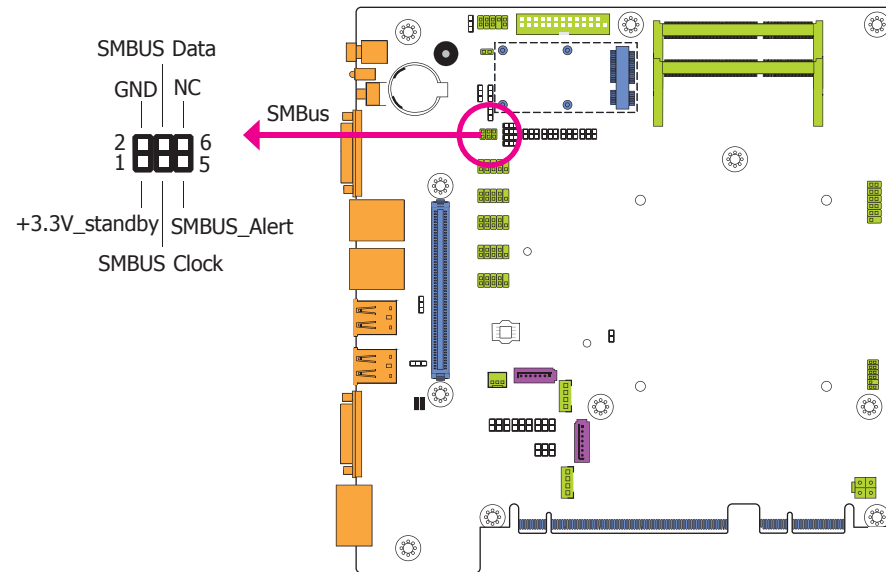 SMBUS Data
GND NC
SMBus
2 6
1 5
+3.3V_standby SMBUS_Alert
SMBUS Clock